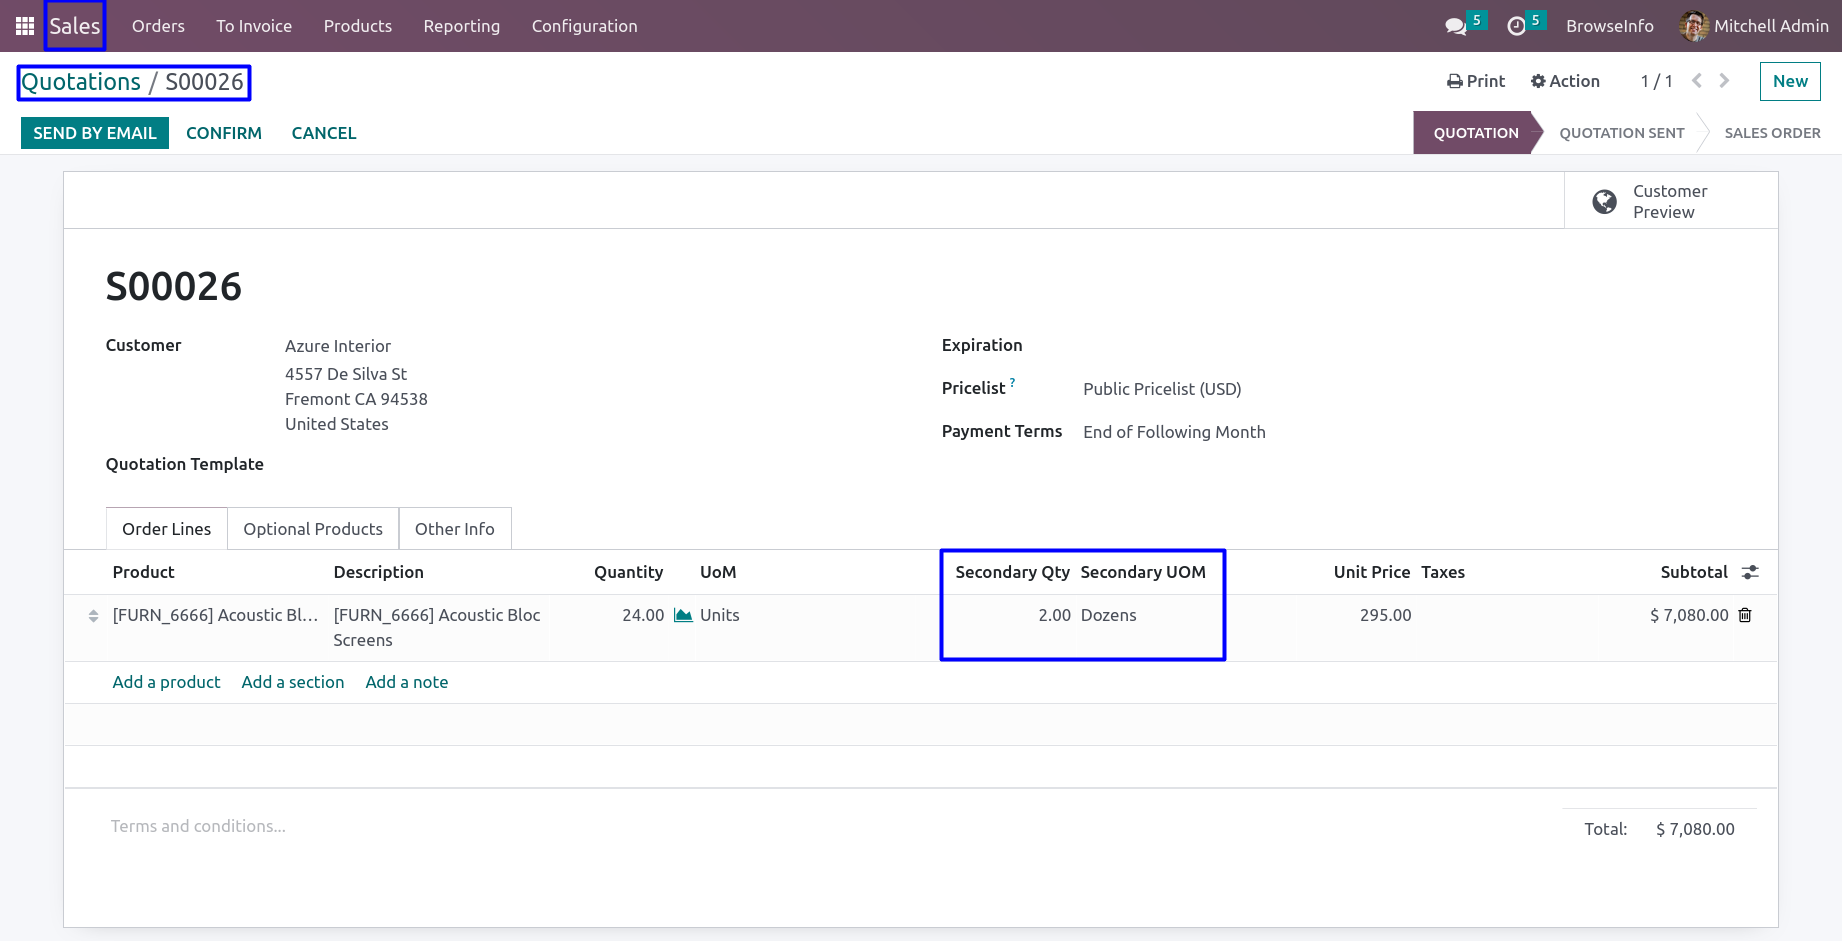 Sales Orders To Invoice Products Reporting Configuration 5 5 BrowseInfo Mitchell Admin
Quotations / S00026 Print Action 1 / 1 New
SEND BY EMAIL CONFIRM CANCEL QUOTATION QUOTATION SENT SALES ORDER
Customer
Preview
S00026
Customer Azure Interior Expiration
4557 De Silva St
Fremont CA 94538
United States
Pricelist ? Public Pricelist (USD)
Payment Terms End of Following Month
Quotation Template
Order Lines Optional Products Other Info
Product Description Quantity UoM Secondary Qty Secondary UOM Unit Price Taxes Subtotal
[FURN_6666] Acoustic Bl... [FURN_6666] Acoustic Bloc 24.00 Units 2.00 Dozens 295.00 $ 7,080.00
Screens
Add a product Add a section Add a note
Terms and conditions...
Total: $ 7,080.00